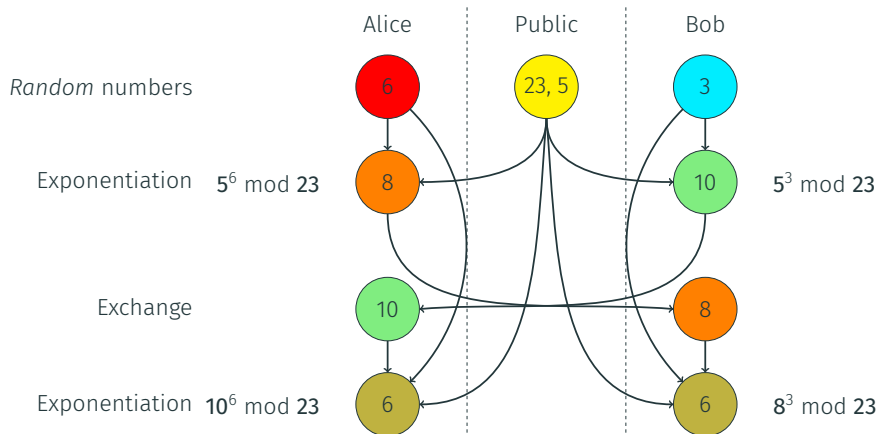 Alice Public Bob
Random numbers 6 23, 5 3
Exponentiation 5⁶ mod 23 8 10 5³ mod 23
Exchange 10 8
Exponentiation 10⁶ mod 23 6 6 8³ mod 23